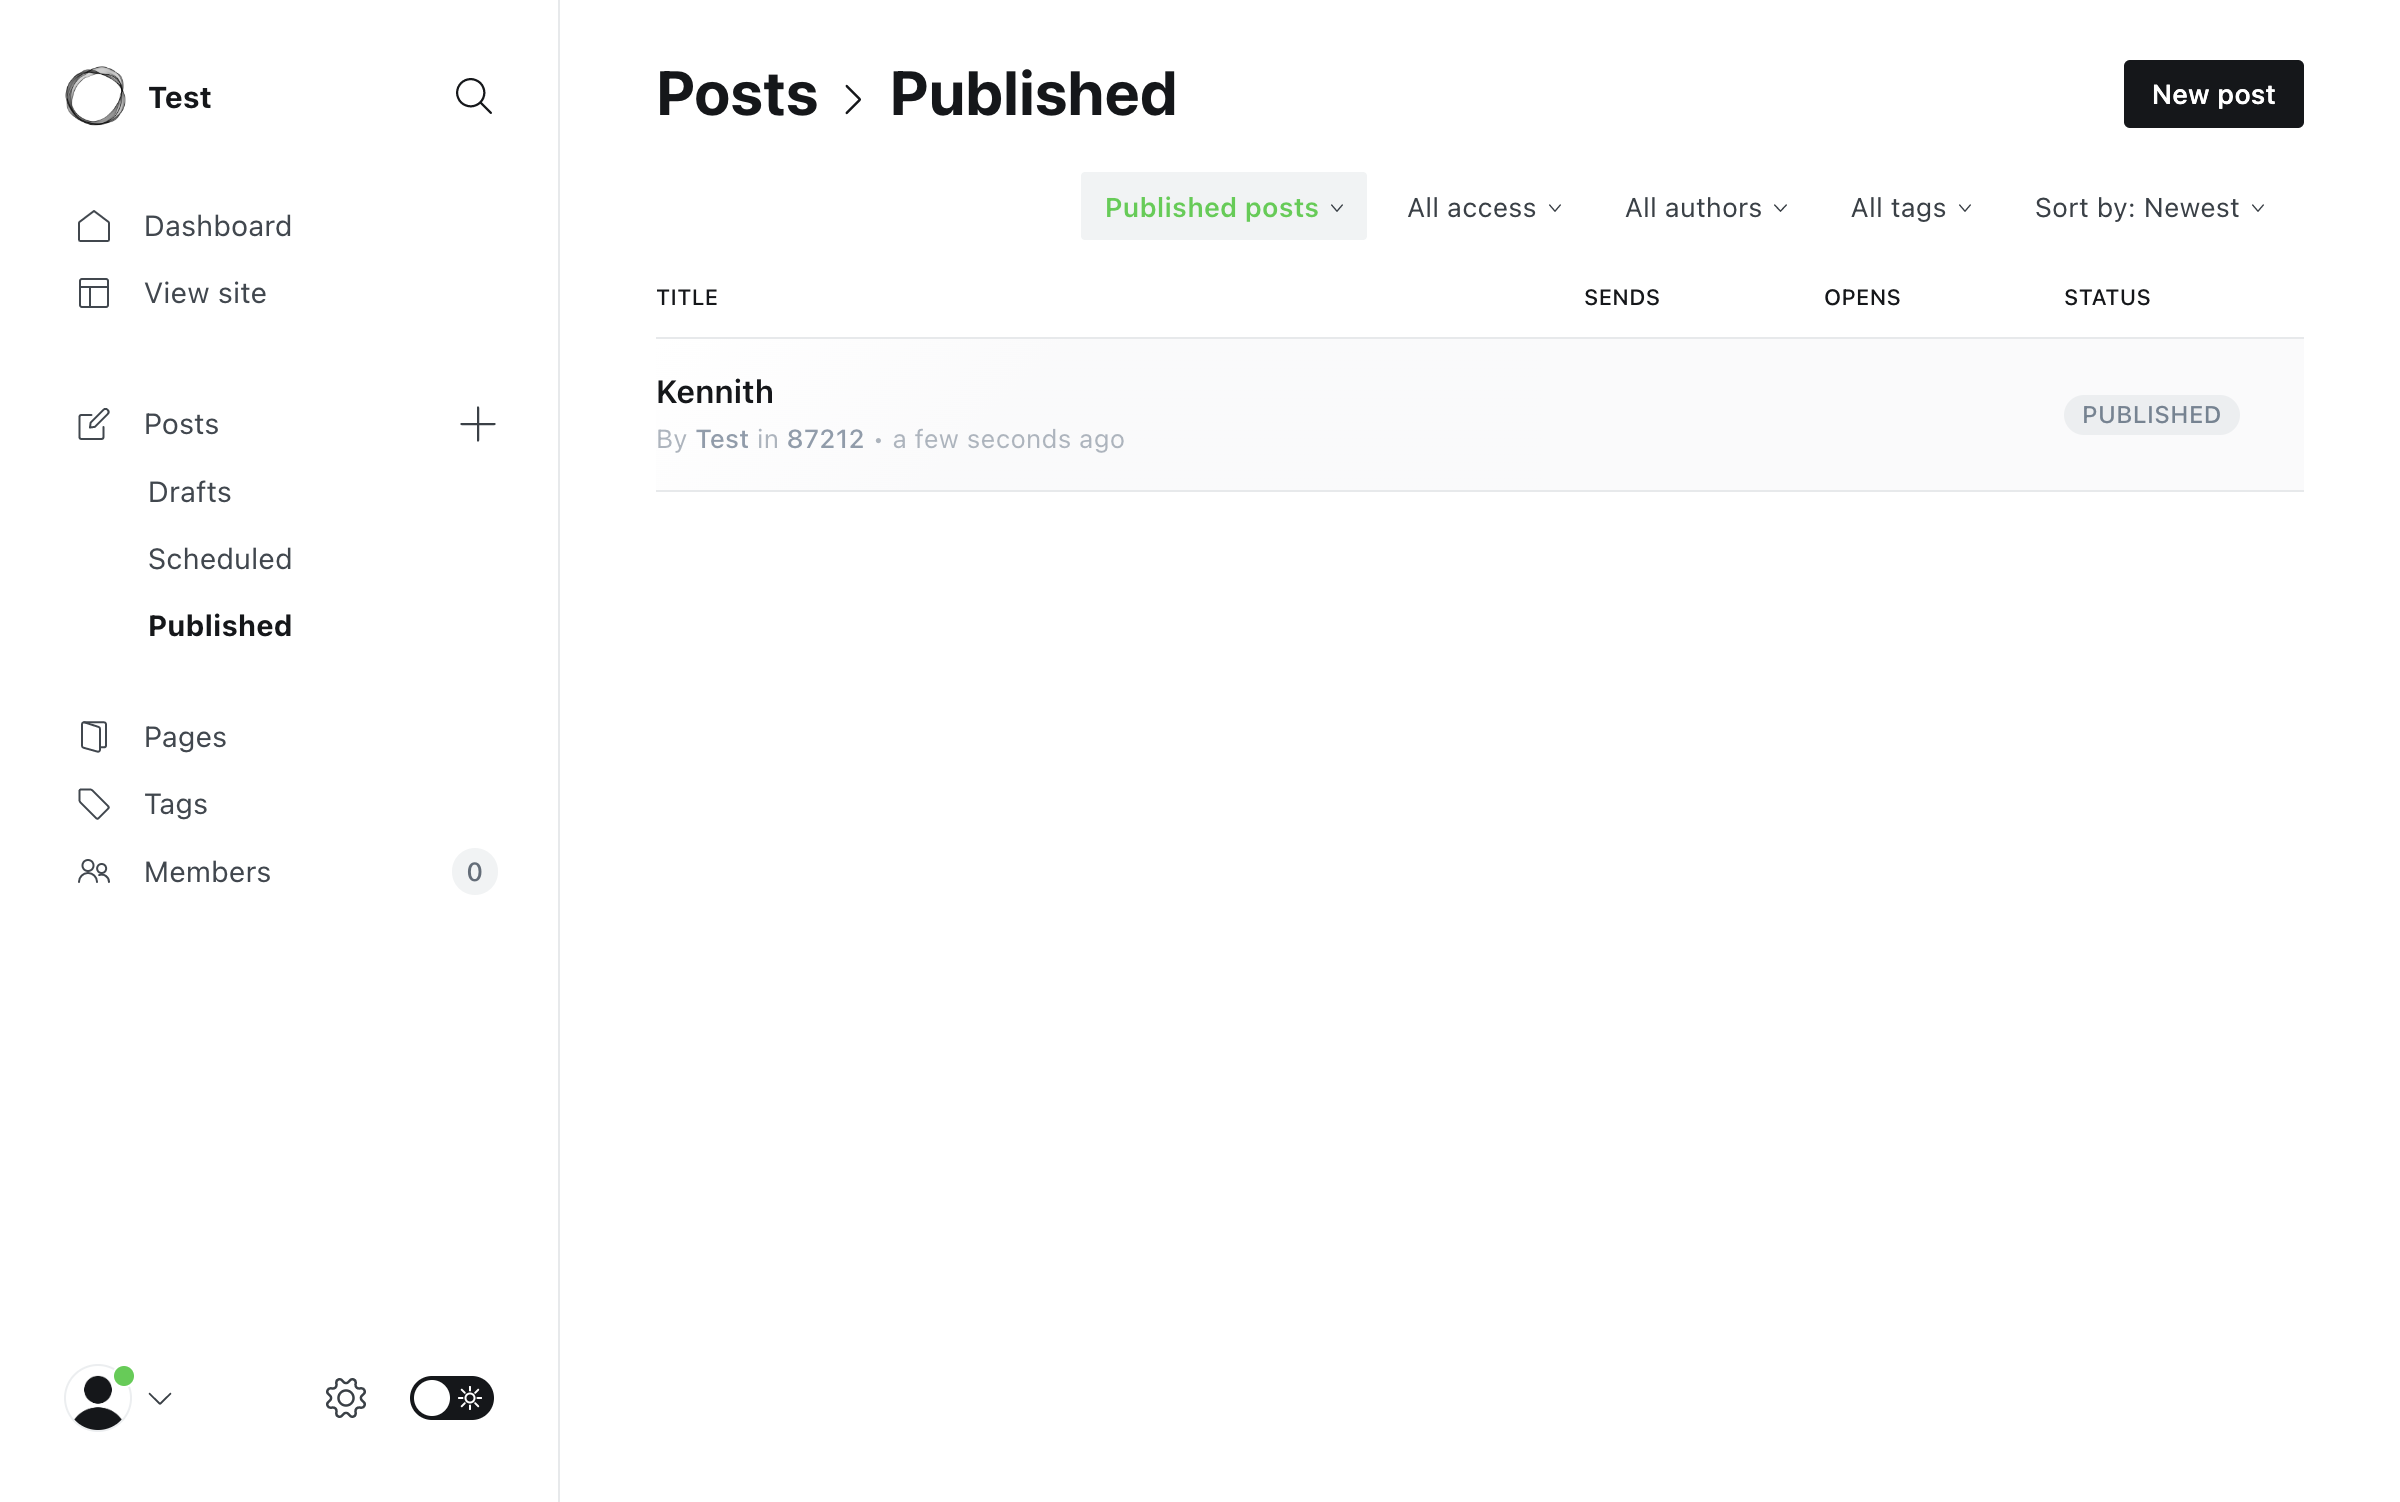 Test
Dashboard
View site
Posts
Drafts
Scheduled
Published
Pages
Tags
Members 0
Posts > Published
New post
Published posts All access All authors All tags Sort by: Newest
TITLE SENDS OPENS STATUS
Kennith
By Test in 87212 • a few seconds ago
PUBLISHED